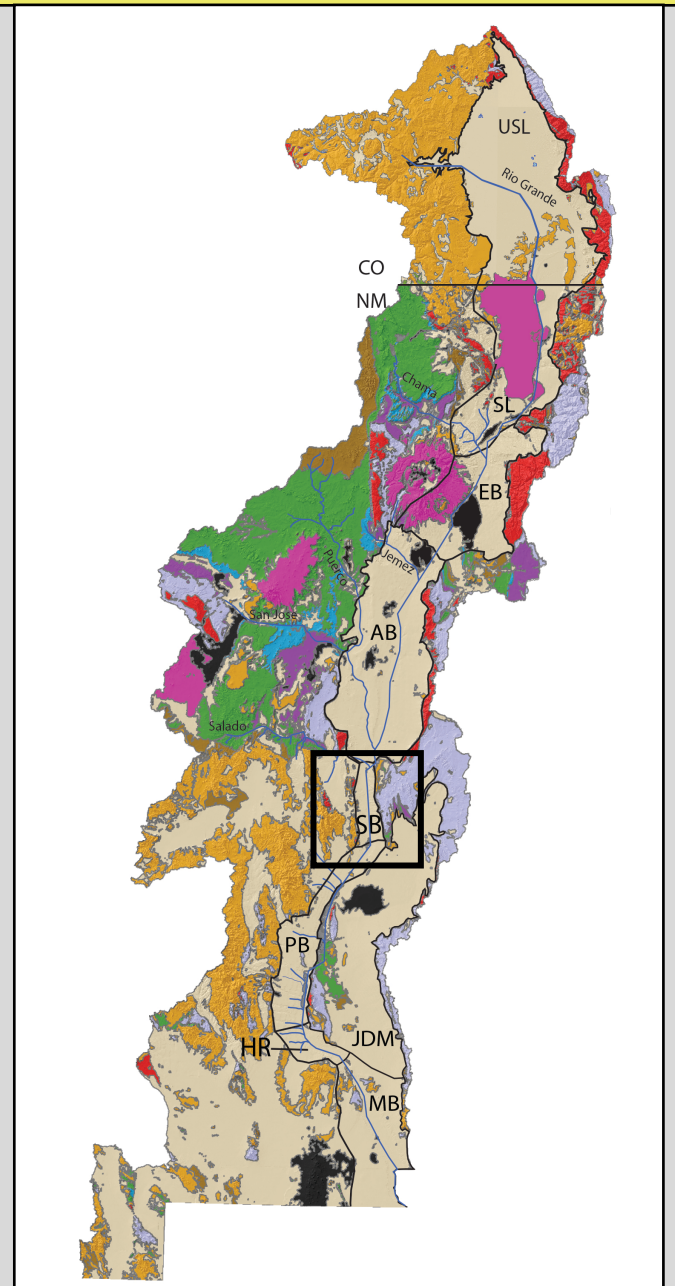 USL
Rio Grande
CO
NM
Chama
SL
EB
Puerco
Jemez
San Jose
AB
Salado
SB
PB
HR
JDM
MB